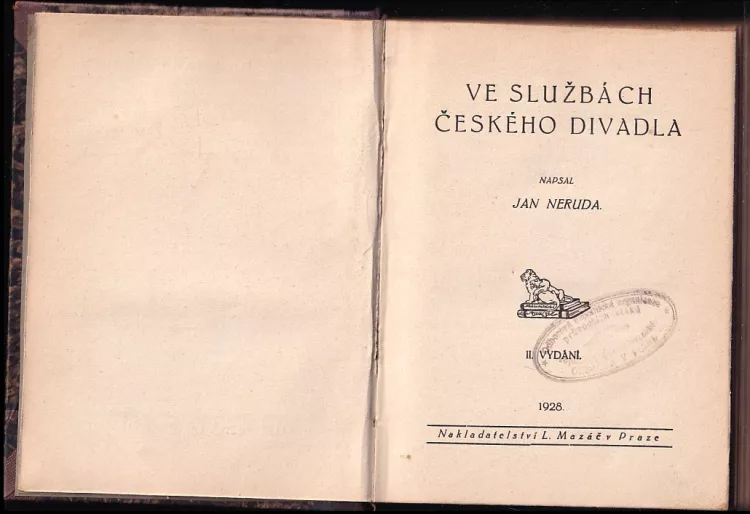 VE SLUŽBÁCH
ČESKÉHO DIVADLA
NAPSAL
JAN NERUDA.
II. VYDÁNÍ.
1928.
Nakladatelství L. Mazáč v Praze